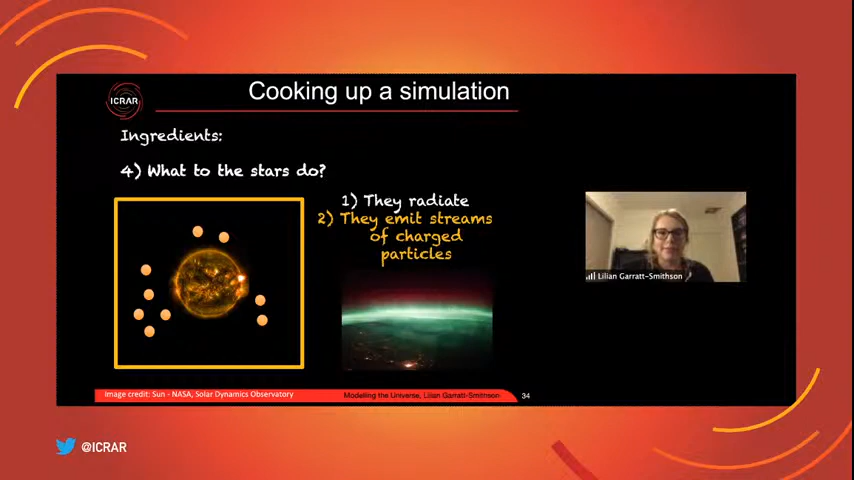 ICRAR
Cooking up a simulation
Ingredients:
4) What to the stars do?
1) They radiate
2) They emit streams
of charged
particles
Lilian Garratt-Smithson
Image credit: Sun - NASA, Solar Dynamics Observatory
Modelling the Universe, Lilian Garratt-Smithson
34
@ICRAR